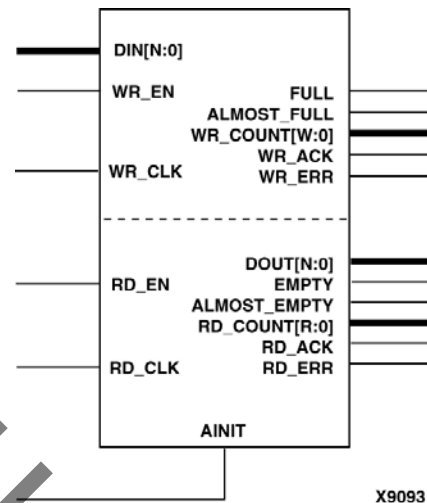 DIN[N:0]
WR_EN
FULL
ALMOST_FULL
WR_COUNT[W:0]
WR_ACK
WR_CLK
WR_ERR
DOUT[N:0]
RD_EN
EMPTY
ALMOST_EMPTY
RD_COUNT[R:0]
RD_ACK
RD_CLK
RD_ERR
AINIT
X9093